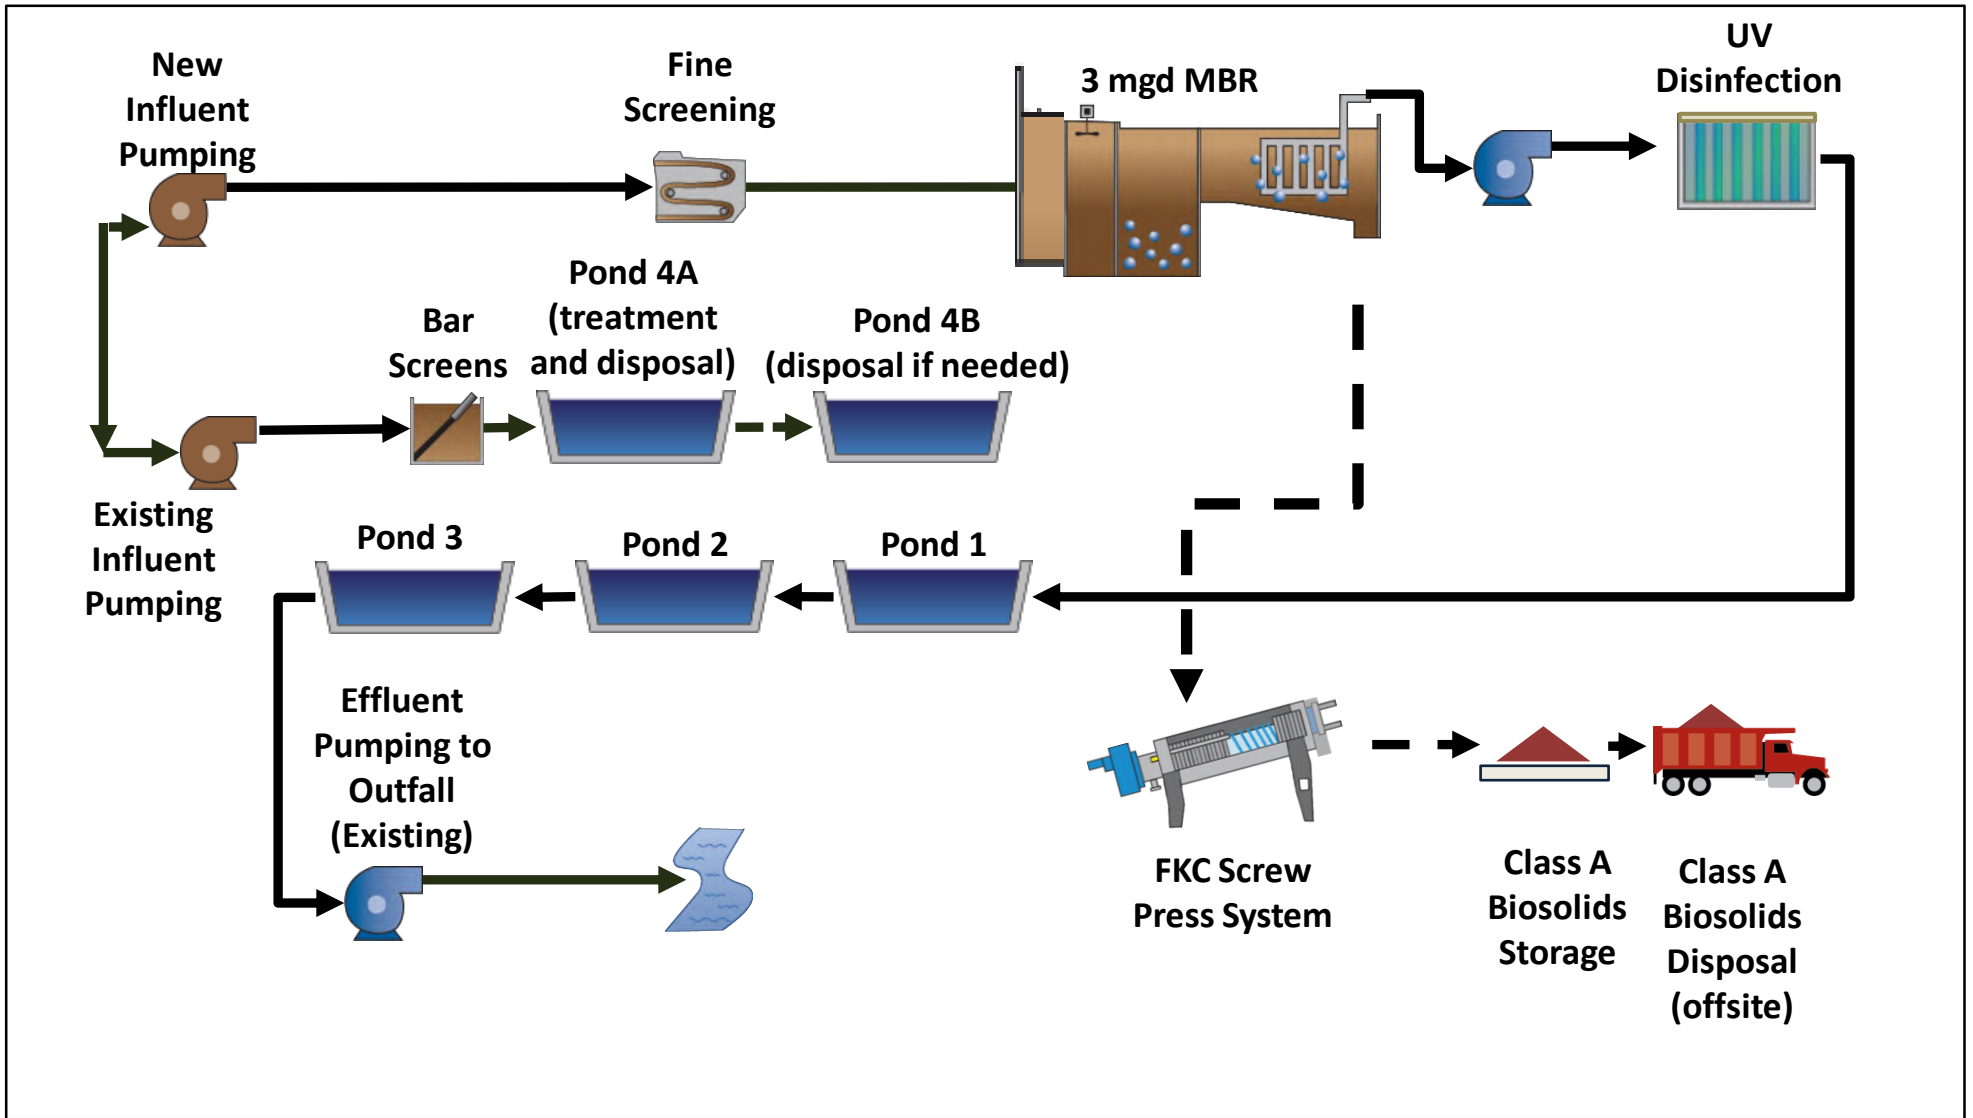 New
Influent
Pumping
Fine
Screening
3 mgd MBR
UV
Disinfection
Bar
Screens
Pond 4A
(treatment
and disposal)
Pond 4B
(disposal if needed)
Existing
Influent
Pumping
Pond 3
Pond 2
Pond 1
Effluent
Pumping to
Outfall
(Existing)
FKC Screw
Press System
Class A
Biosolids
Storage
Class A
Biosolids
Disposal
(offsite)